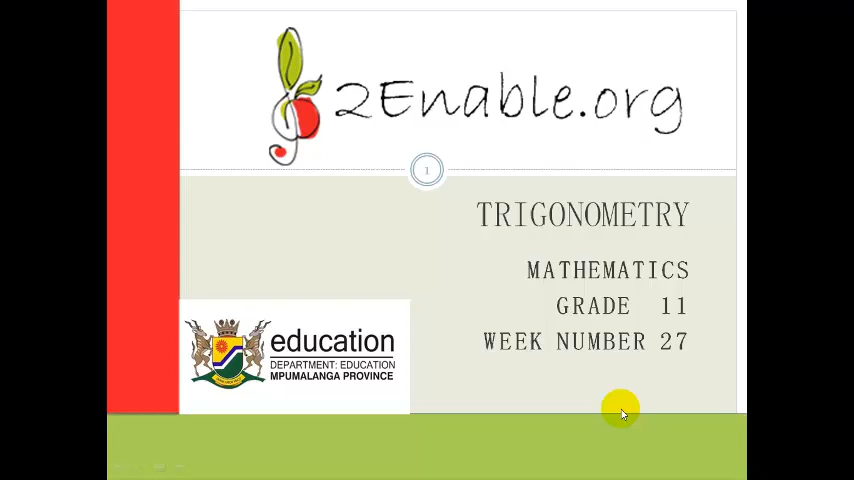 2Enable.org
1
TRIGONOMETRY
MATHEMATICS
GRADE 11
WEEK NUMBER 27
education
DEPARTMENT: EDUCATION
MPUMALANGA PROVINCE